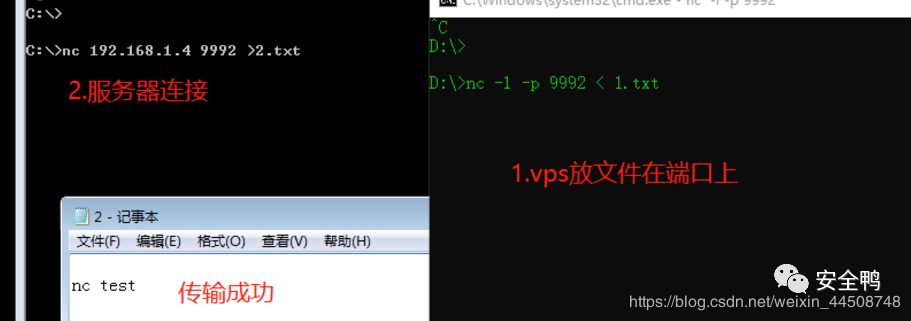 C:\>
C:\>nc 192.168.1.4 9992 >2.txt
2.服务器连接
2 - 记事本
文件(F) 编辑(E) 格式(O) 查看(V) 帮助(H)
nc test
传输成功
C:\Windows\system32\cmd.exe - nc -l -p 9992
^C
D:\>
D:\>nc -l -p 9992 < 1.txt
1.vps放文件在端口上
安全鸭
https://blog.csdn.net/weixin_44508748